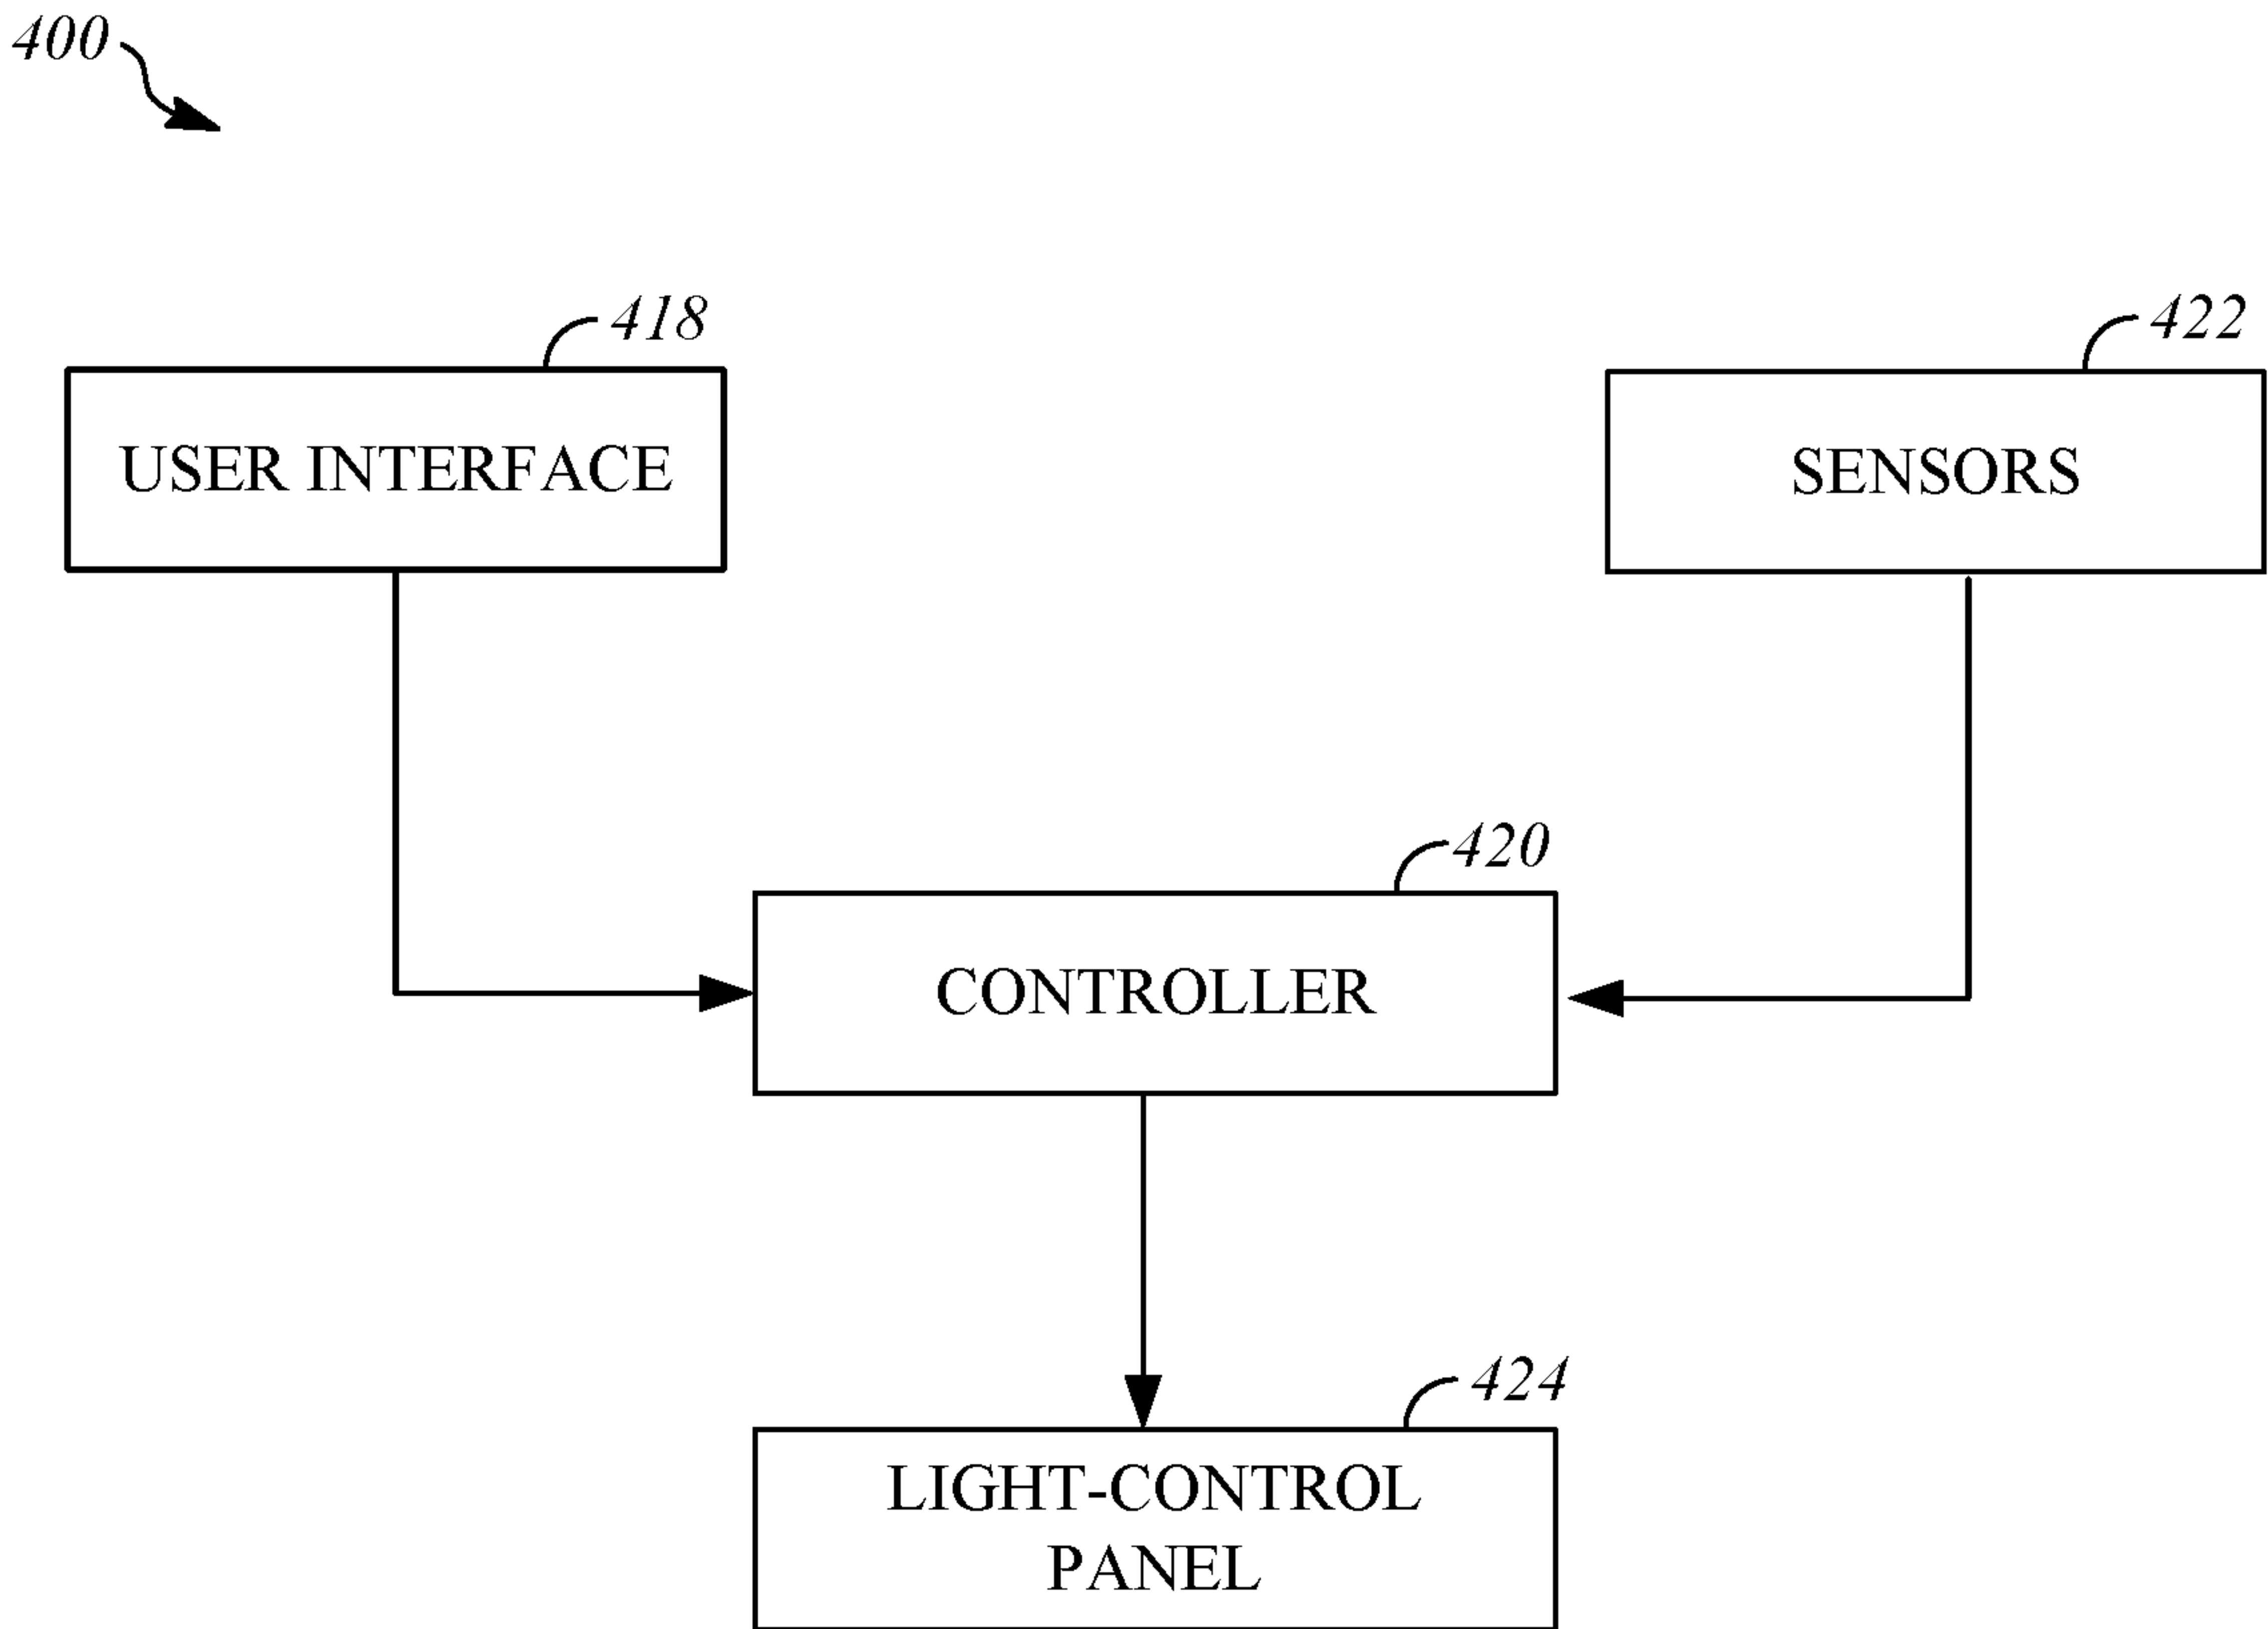 400
418
422
USER INTERFACE
SENSORS
420
CONTROLLER
424
LIGHT-CONTROL
PANEL